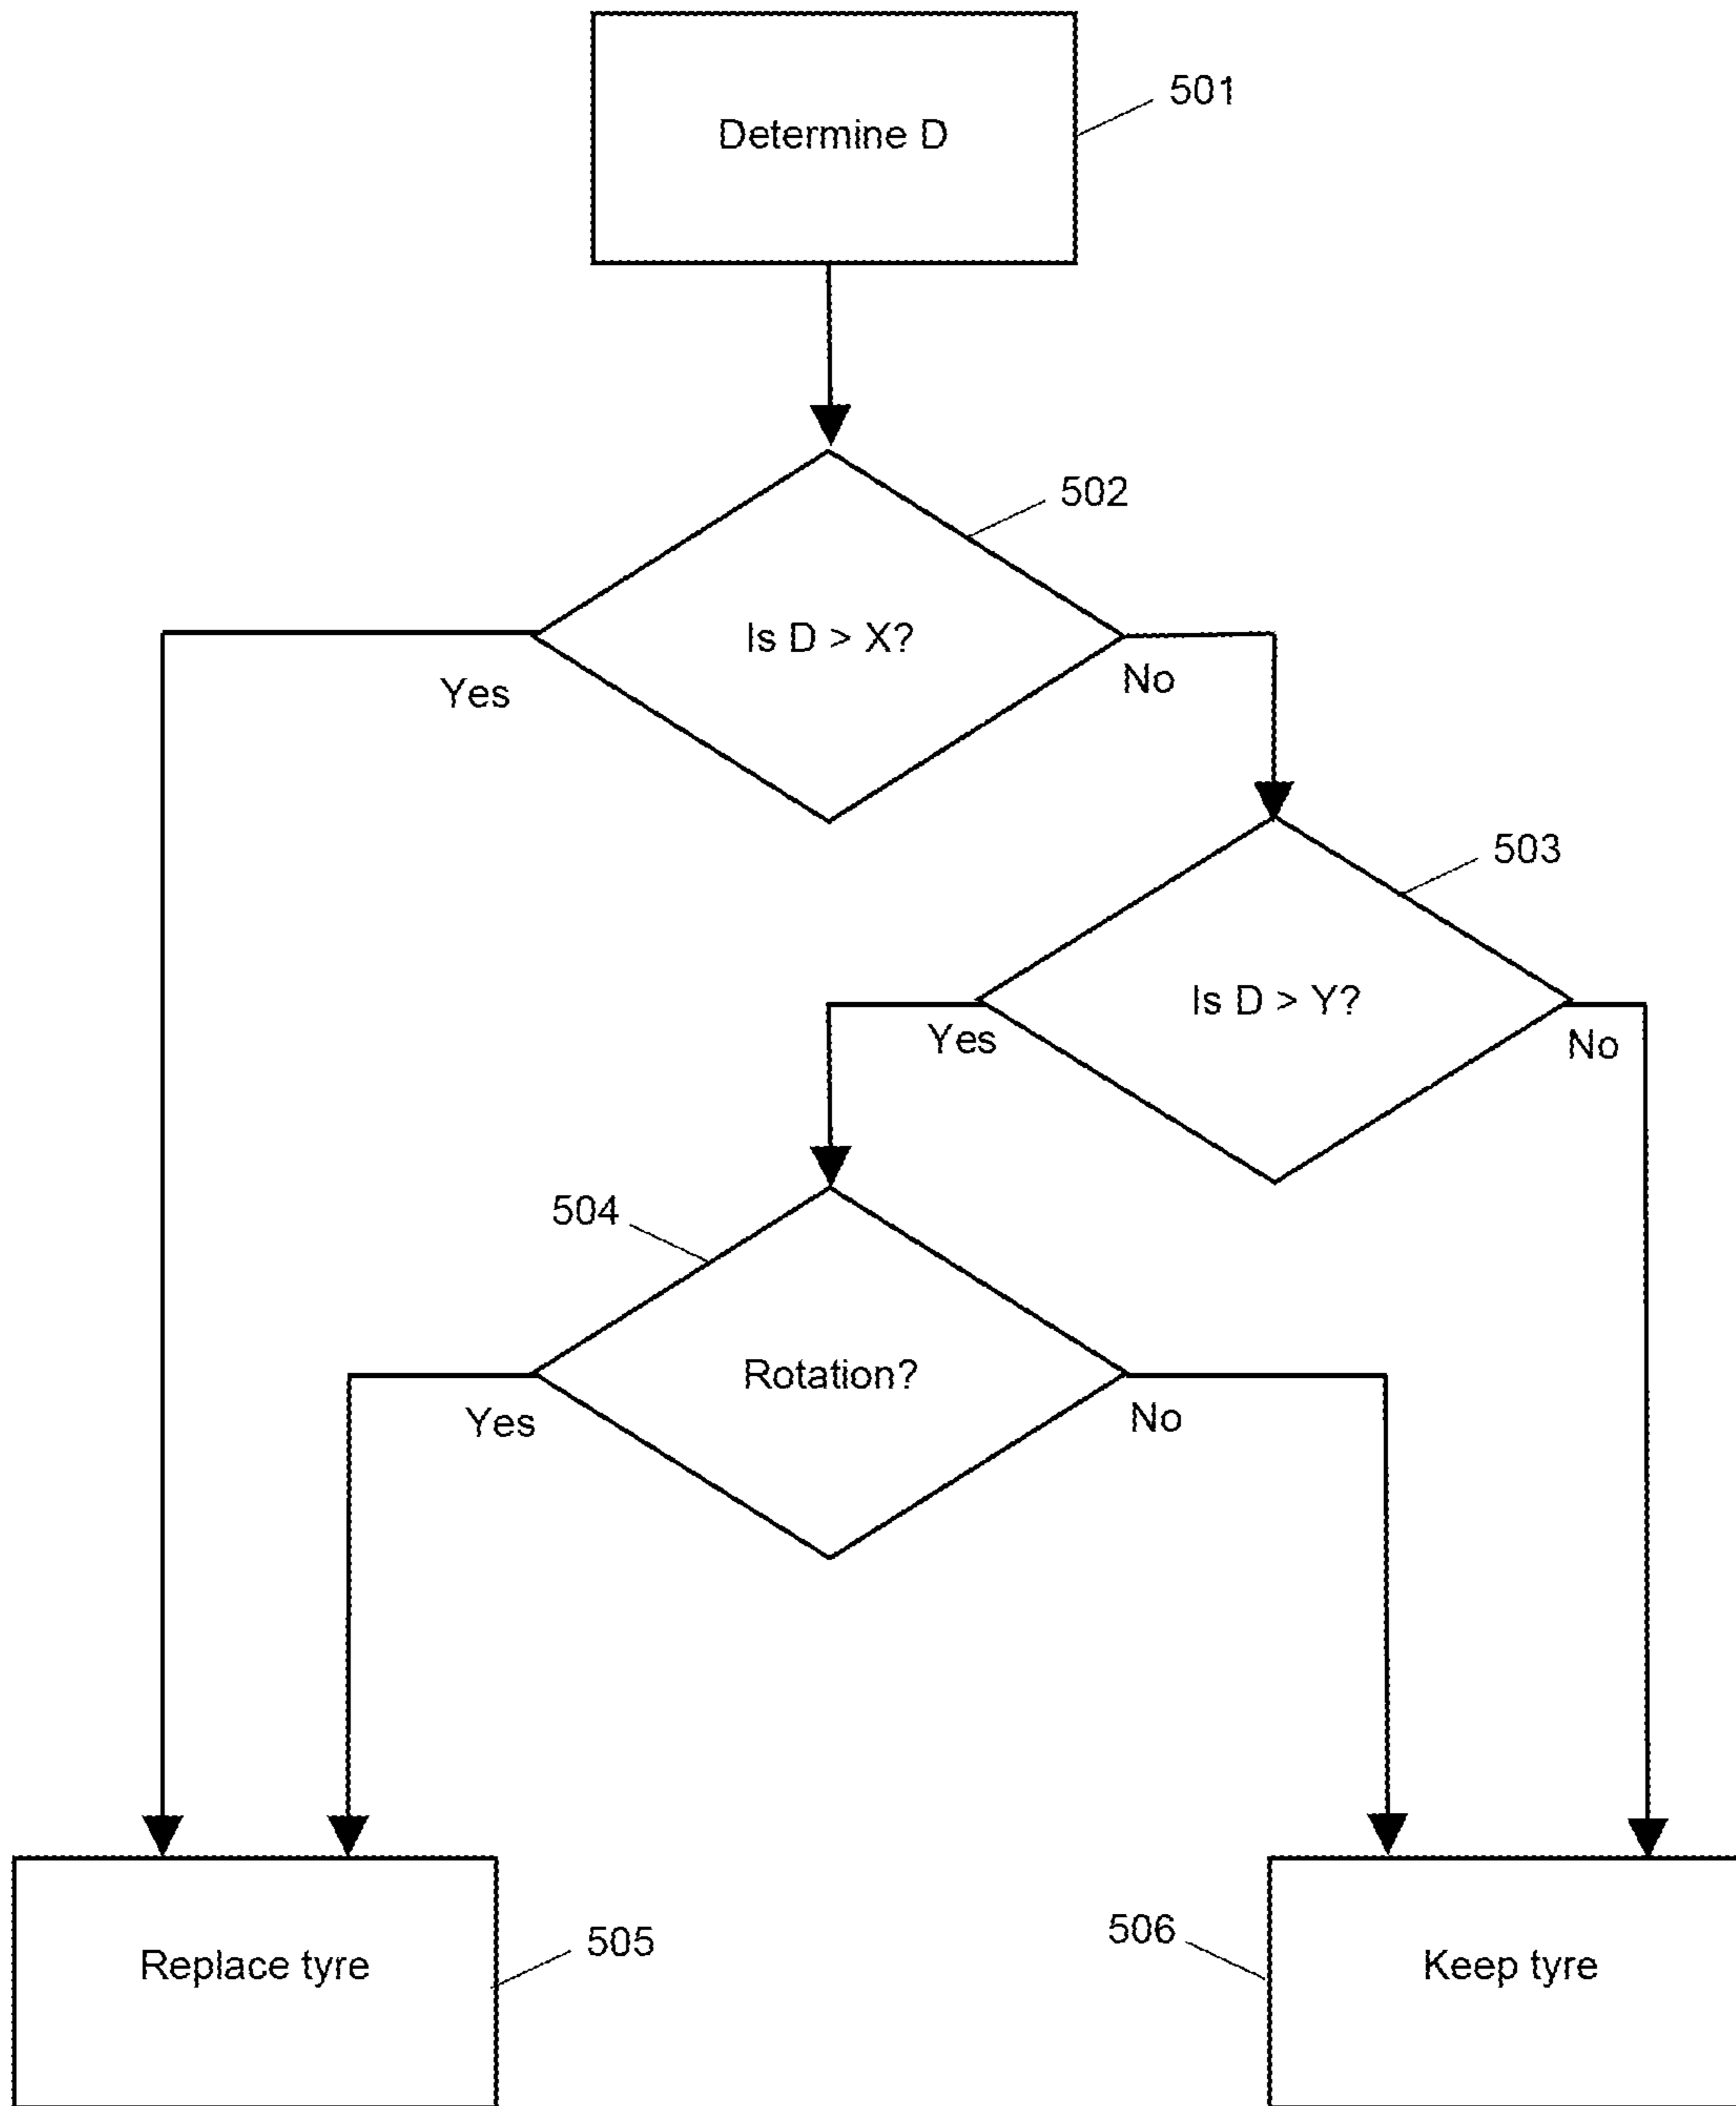 Determine D
501
502
Is D > X?
Yes
No
503
Is D > Y?
Yes
No
504
Rotation?
Yes
No
Replace tyre
505
506
Keep tyre